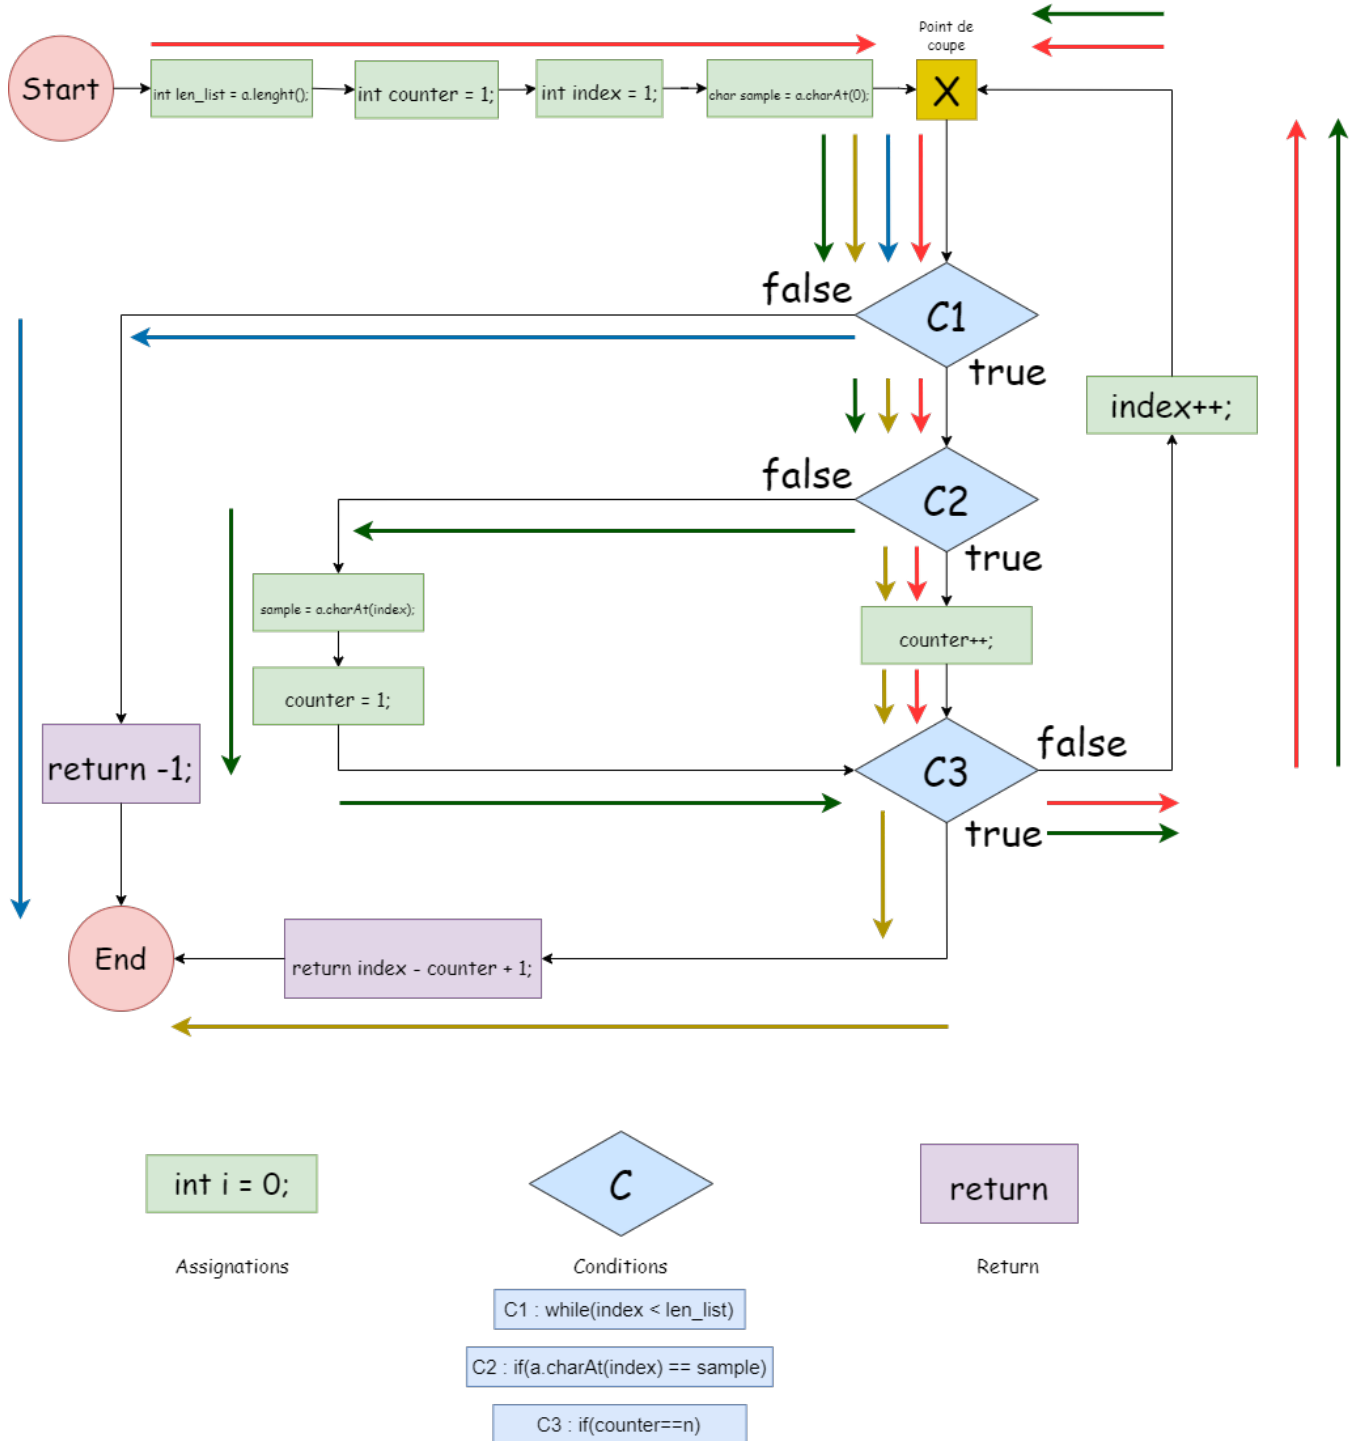 Point de
coupe
Start
int len_list = a.lenght();
int counter = 1;
int index = 1;
char sample = a.charAt(0);
X
false
C1
true
index++;
false
C2
true
sample = a.charAt(index);
counter++;
counter = 1;
return -1;
C3
false
true
End
return index - counter + 1;
int i = 0;
C
return
Assignations
Conditions
Return
C1 : while(index < len_list)
C2 : if(a.charAt(index) == sample)
C3 : if(counter==n)